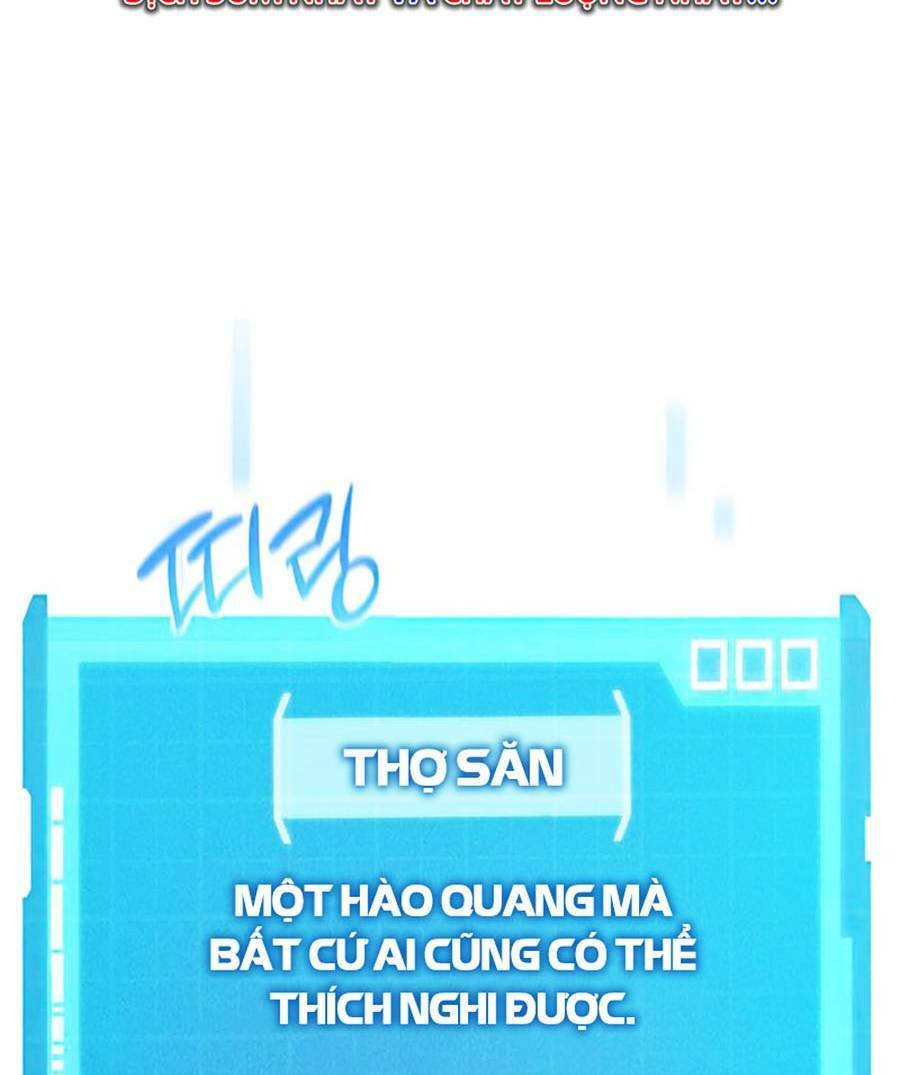 띠링
THỢ SĂN
MỘT HÀO QUANG MÀ
BẤT CỨ AI CŨNG CÓ THỂ
THÍCH NGHI ĐƯỢC.